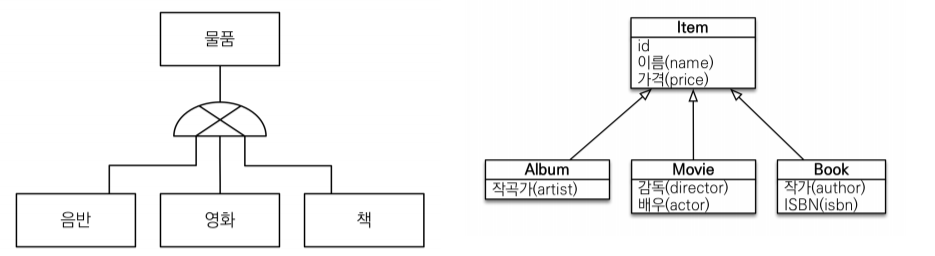 물품
음반
영화
책
Item
id
이름(name)
가격(price)
Album
작곡가(artist)
Movie
감독(director)
배우(actor)
Book
작가(author)
ISBN(isbn)